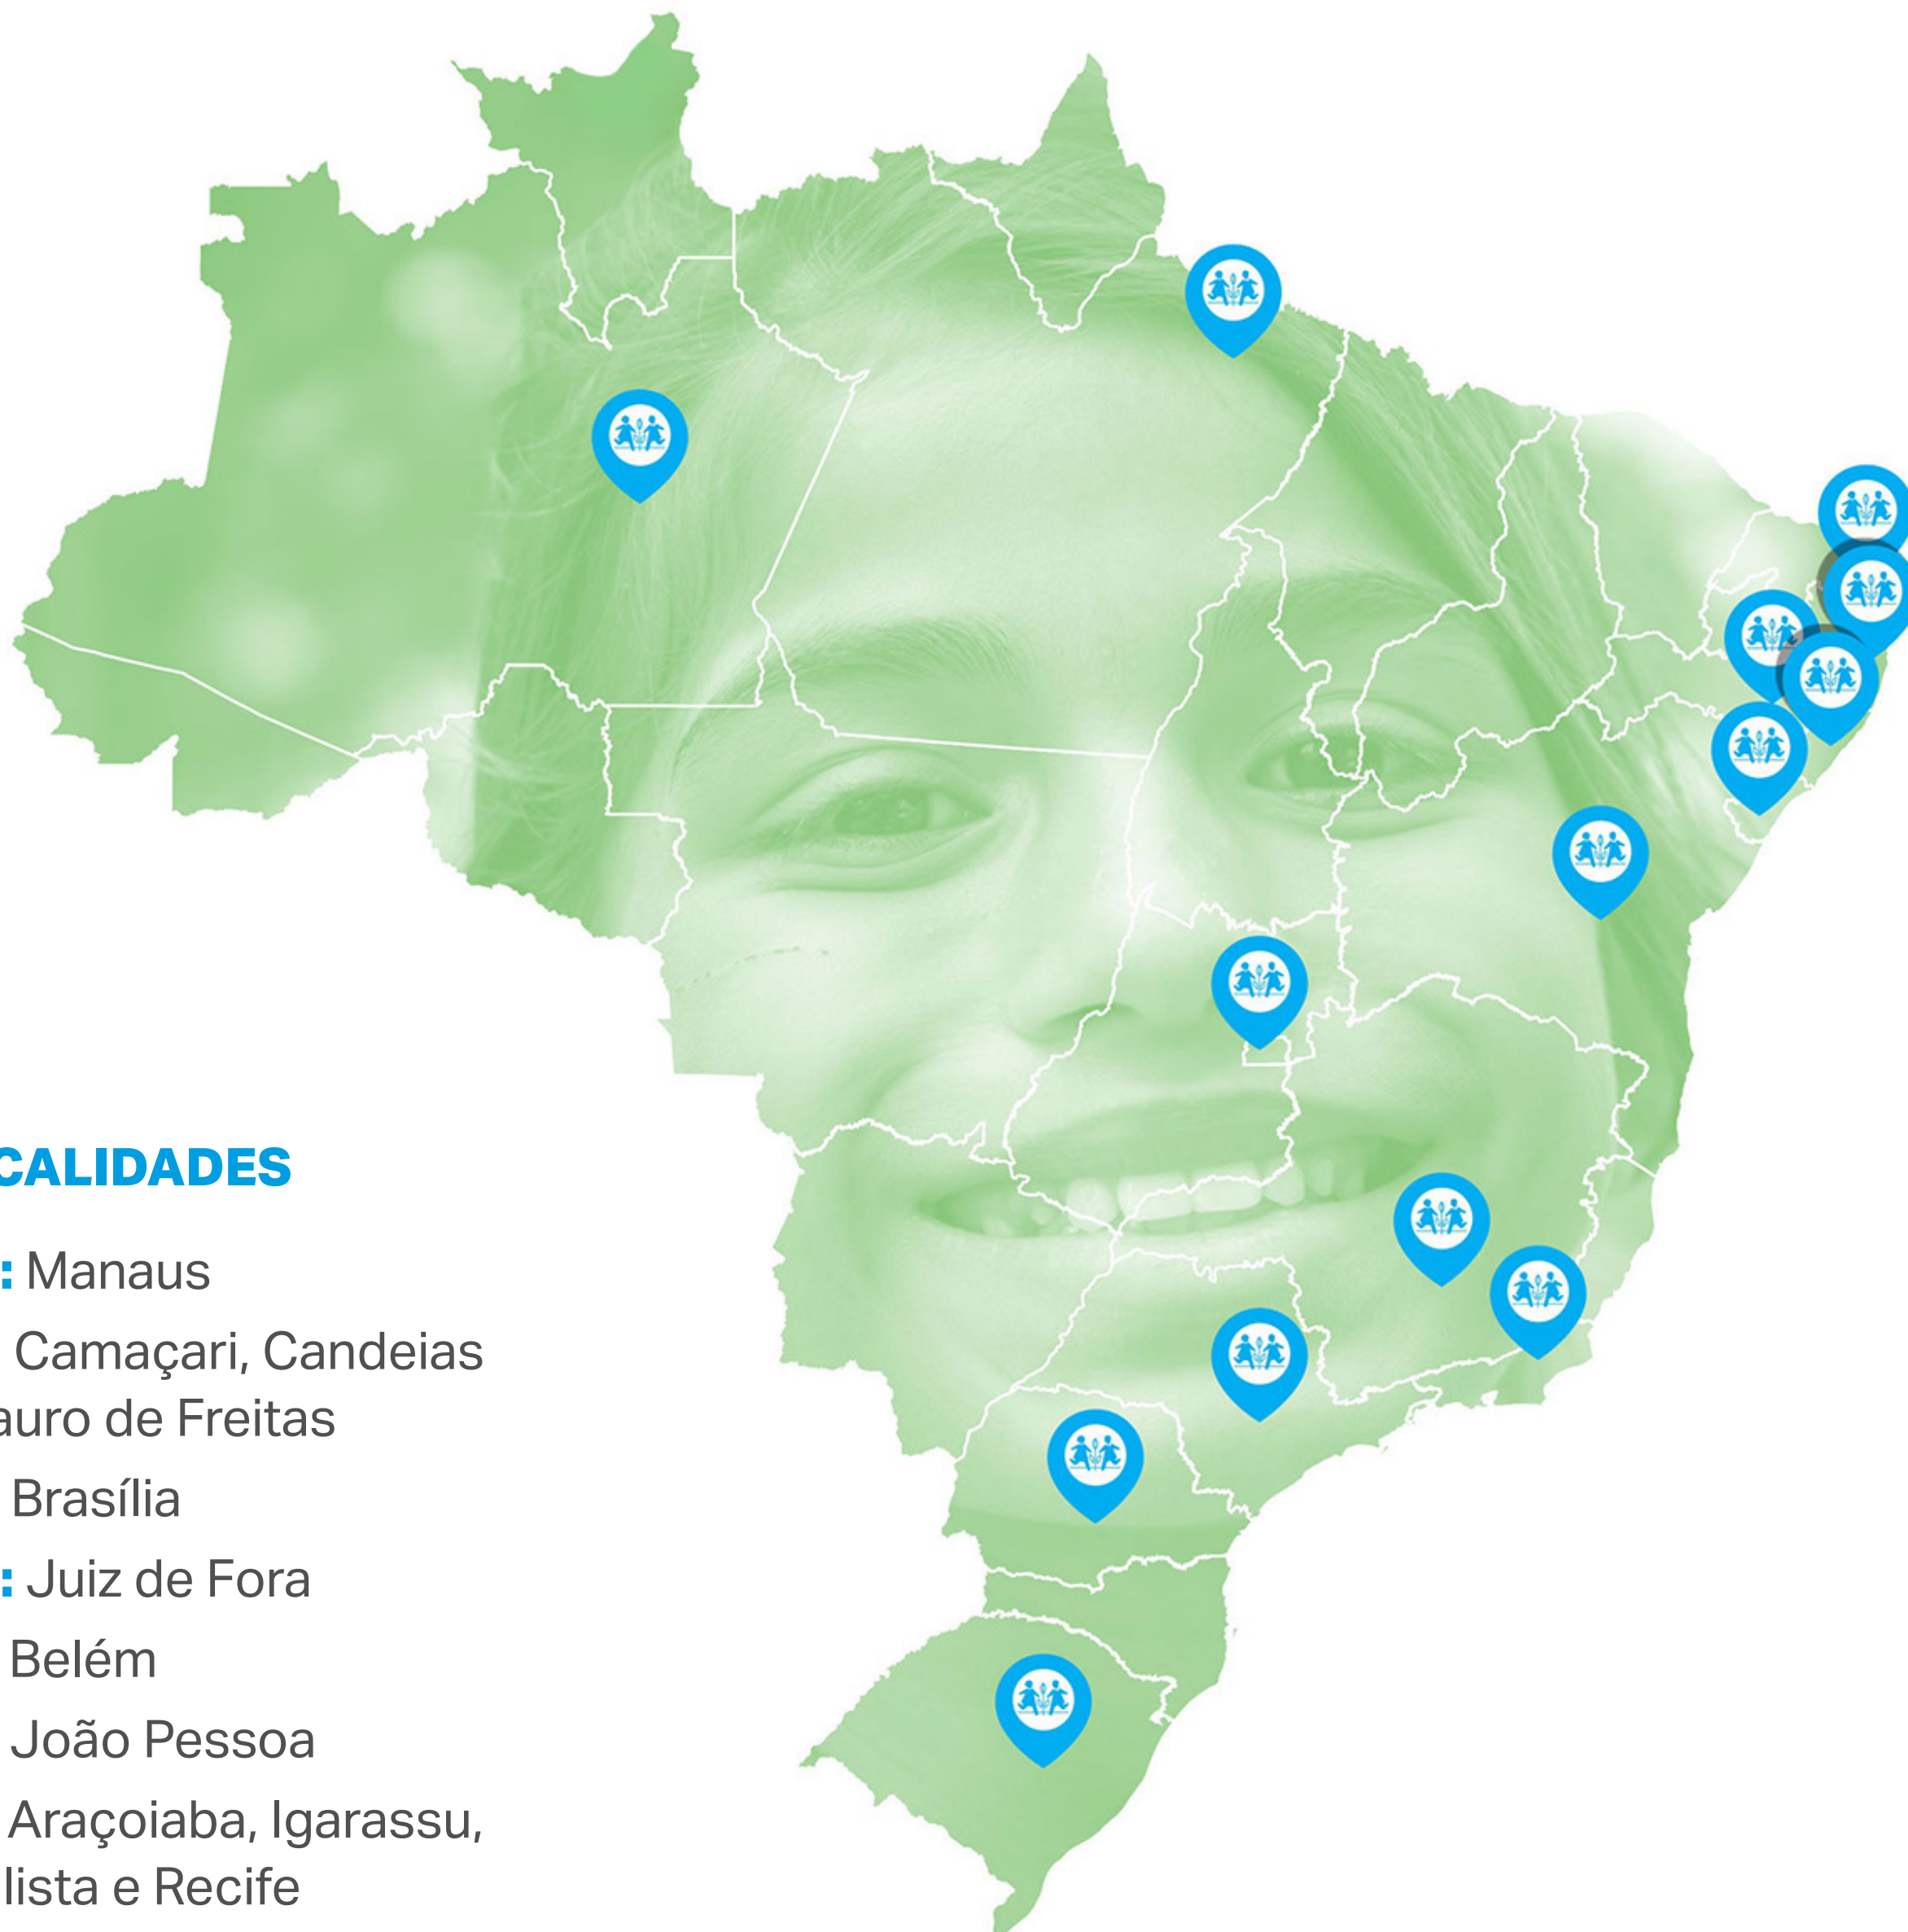 CALIDADES
: Manaus
Camaçari, Candeias
auro de Freitas
Brasília
: Juiz de Fora
Belém
João Pessoa
Araçoiaba, Igarassu,
lista e Recife